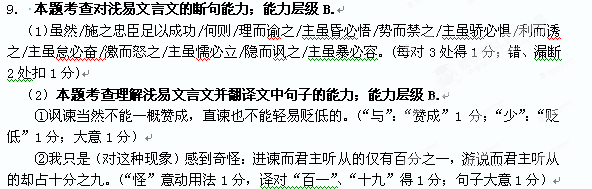 9. 本题考查对浅易文言文的断句能力；能力层级 B.
(1)虽然/施之忠臣足以成功/何则/理而谕之/主虽昏必悟/势而禁之/主虽骄必惧/利而诱
之/主虽怠必奋/激而怒之/主虽懦必立/隐而讽之/主虽暴必容。(每对 3 处得 1 分；错、漏断
2 处扣 1 分)
(2) 本题考查理解浅易文言文并翻译文中句子的能力；能力层级 B.
①讽谏当然不能一概赞成，直谏也不能轻易贬低的。(“与”：“赞成”1 分；“少”：“贬
低”1 分；大意 1 分)
②我只是(对这种现象)感到奇怪：进谏而君主听从的仅有百分之一，游说而君主听从
的却占十分之九。(“怪”意动用法 1 分，译对“百一”、“十九”得 1 分；句子大意 1 分)